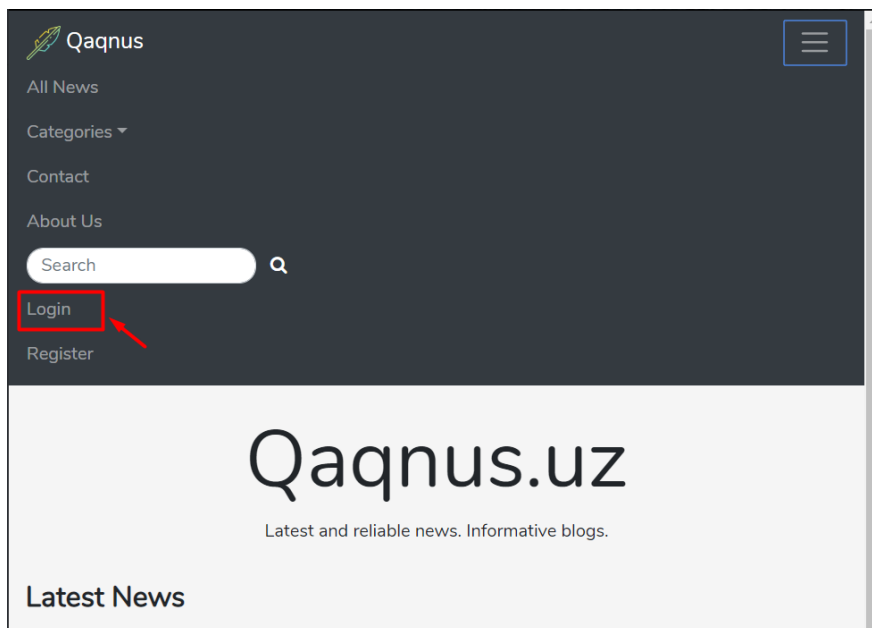 Qaqnus
All News
Categories
Contact
About Us
Search
Login
Register
Qaqnus.uz
Latest and reliable news. Informative blogs.
Latest News